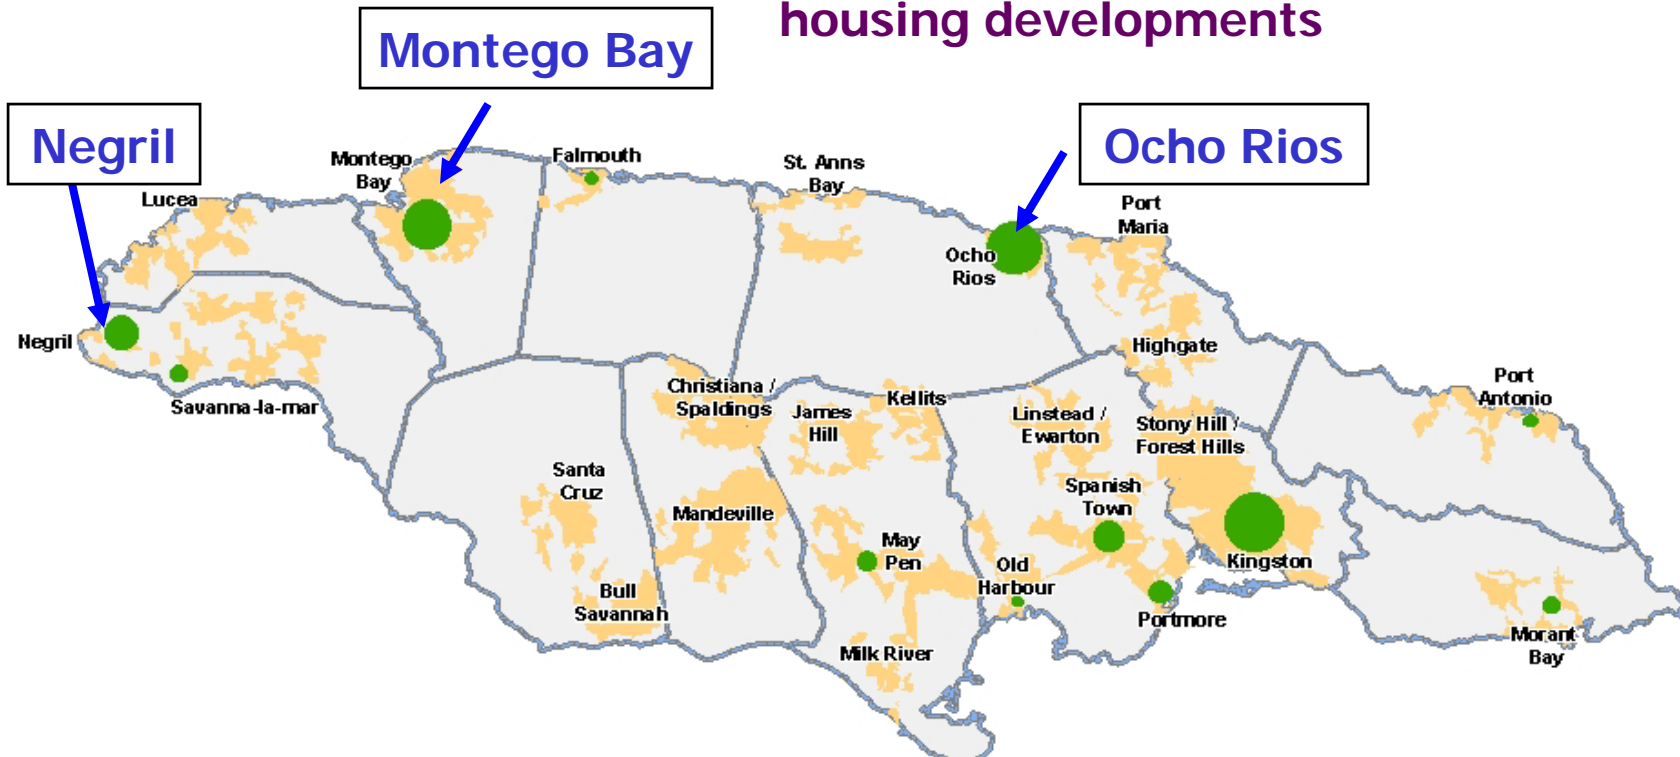 housing developments
Montego Bay
Negril
Ocho Rios
Montego
Bay
Falmouth
St. Anns
Bay
Lucea
Port
Maria
Ocho
Rios
Negril
Highgate
Savanna-la-mar
Christiana /
Spaldings
James
Hill
Kellits
Linstead /
Ewarton
Stony Hill /
Forest Hills
Port
Antonio
Santa
Cruz
Mandeville
Spanish
Town
May
Pen
Old
Harbour
Kingston
Bull
Savannah
Portmore
Milk River
Morant
Bay